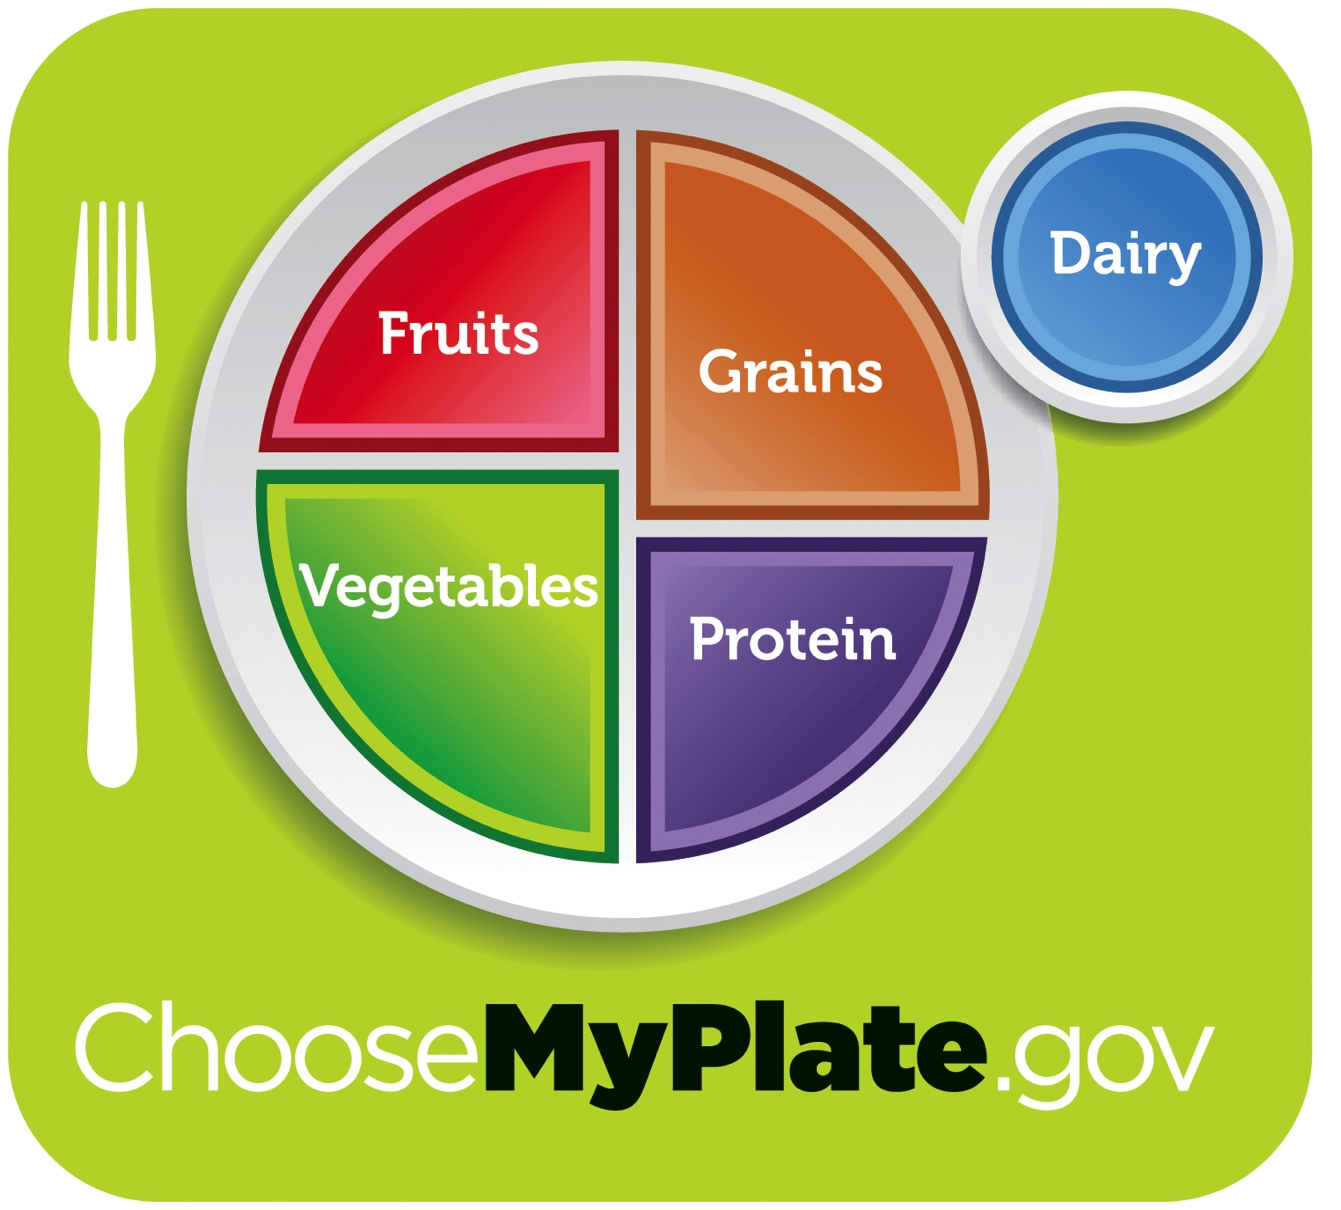 Fruits
Grains
Dairy
Vegetables
Protein
ChooseMyPlate.gov